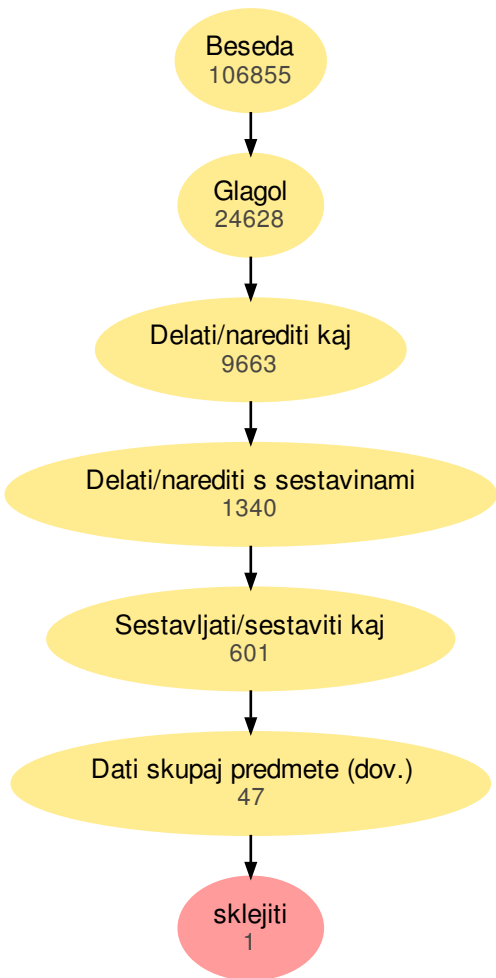 Beseda
106855
Glagol
24628
Delati/narediti kaj
9663
Delati/narediti s sestavinami
1340
Sestavljati/sestaviti kaj
601
Dati skupaj predmete (dov.)
47
sklejiti
1